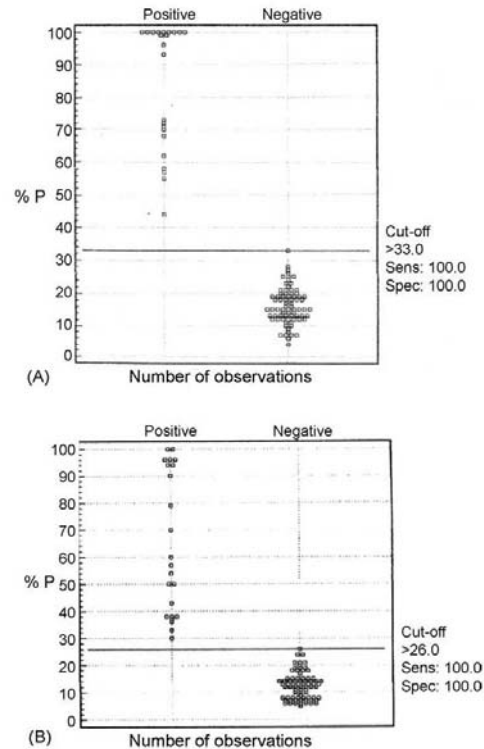 Positive Negative
100
90
80
70
60
% P
50
40
30
20
10
0
Cut-off
>33.0
Sens: 100.0
Spec: 100.0
(A) Number of observations
Positive Negative
100
90
80
70
60
% P
50
40
30
20
10
0
Cut-off
>26.0
Sens: 100.0
Spec: 100.0
(B) Number of observations